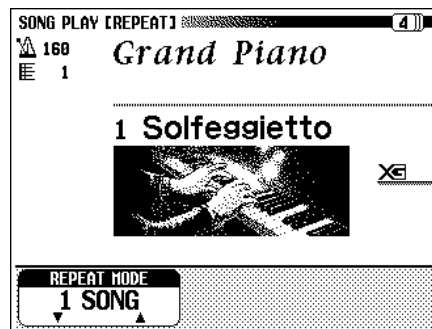 SONG PLAY [REPEAT] 4
160
1
Grand Piano
1 Solfeggietto
XG
REPEAT MODE
1 SONG